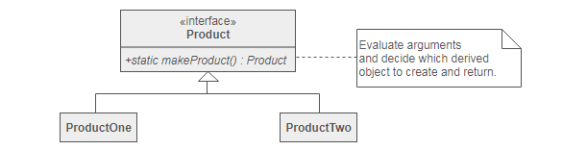 «interface»
Product
+static makeProduct() : Product
Evaluate arguments
and decide which derived
object to create and return.
ProductOne
ProductTwo